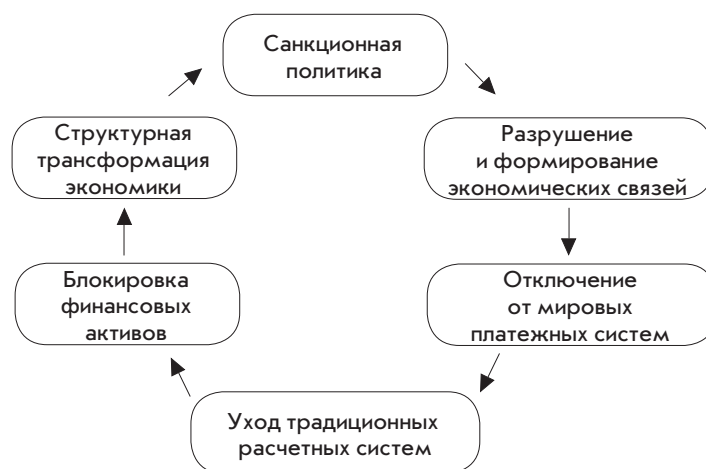 Санкционная
политика
Разрушение
и формирование
экономических связей
Отключение
от мировых
платежных систем
Уход традиционных
расчетных систем
Блокировка
финансовых
активов
Структурная
трансформация
экономики